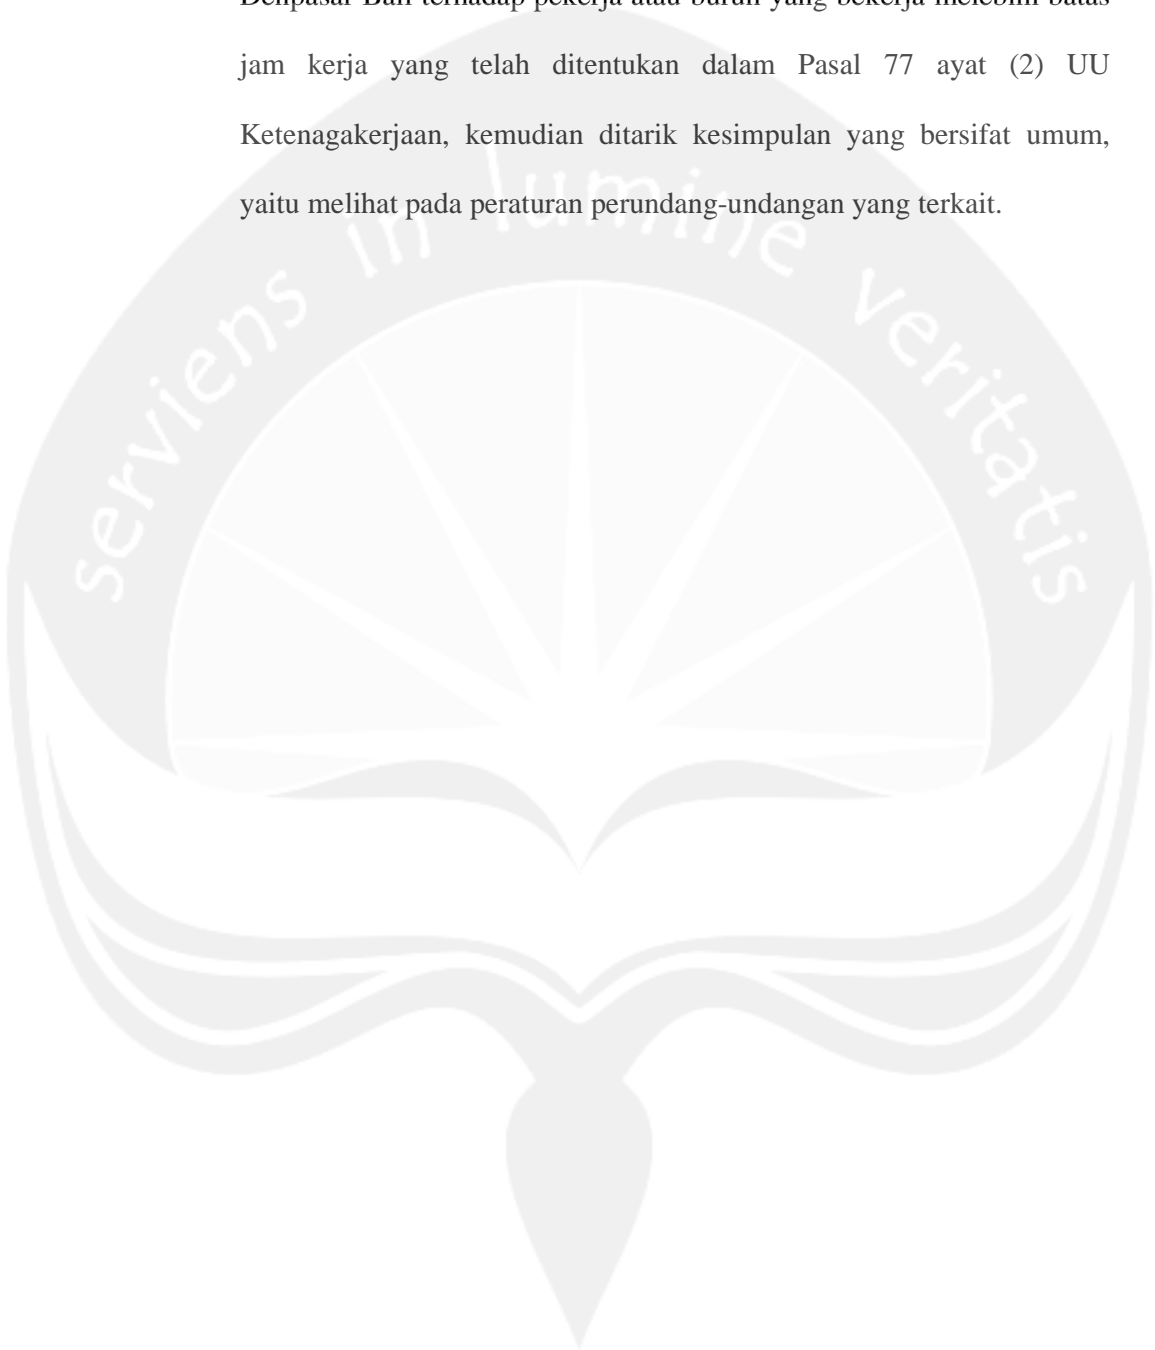 Denpasar Bali terhadap pekerja atau buruh yang bekerja melebihi batas
jam kerja yang telah ditentukan dalam Pasal 77 ayat (2) UU
Ketenagakerjaan, kemudian ditarik kesimpulan yang bersifat umum,
yaitu melihat pada peraturan perundang-undangan yang terkait.
serviens in lumine veritatis